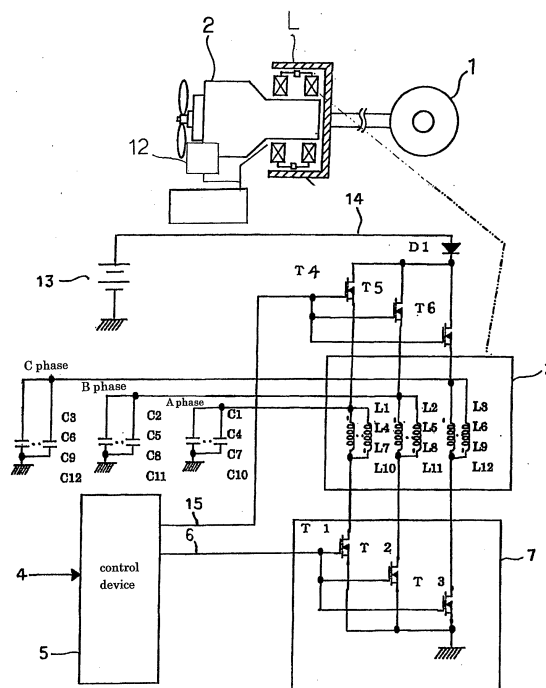 L
2
1
12
14
D1
13
T4
T5
T6
C phase
B phase
A phase
C3
C6
C9
C12
C2
C5
C8
C11
C1
C4
C7
C10
L1
L4
L7
L10
L2
L5
L8
L11
L3
L6
L9
L12
15
6
T 1
T 2
T 3
7
4
control
device
5